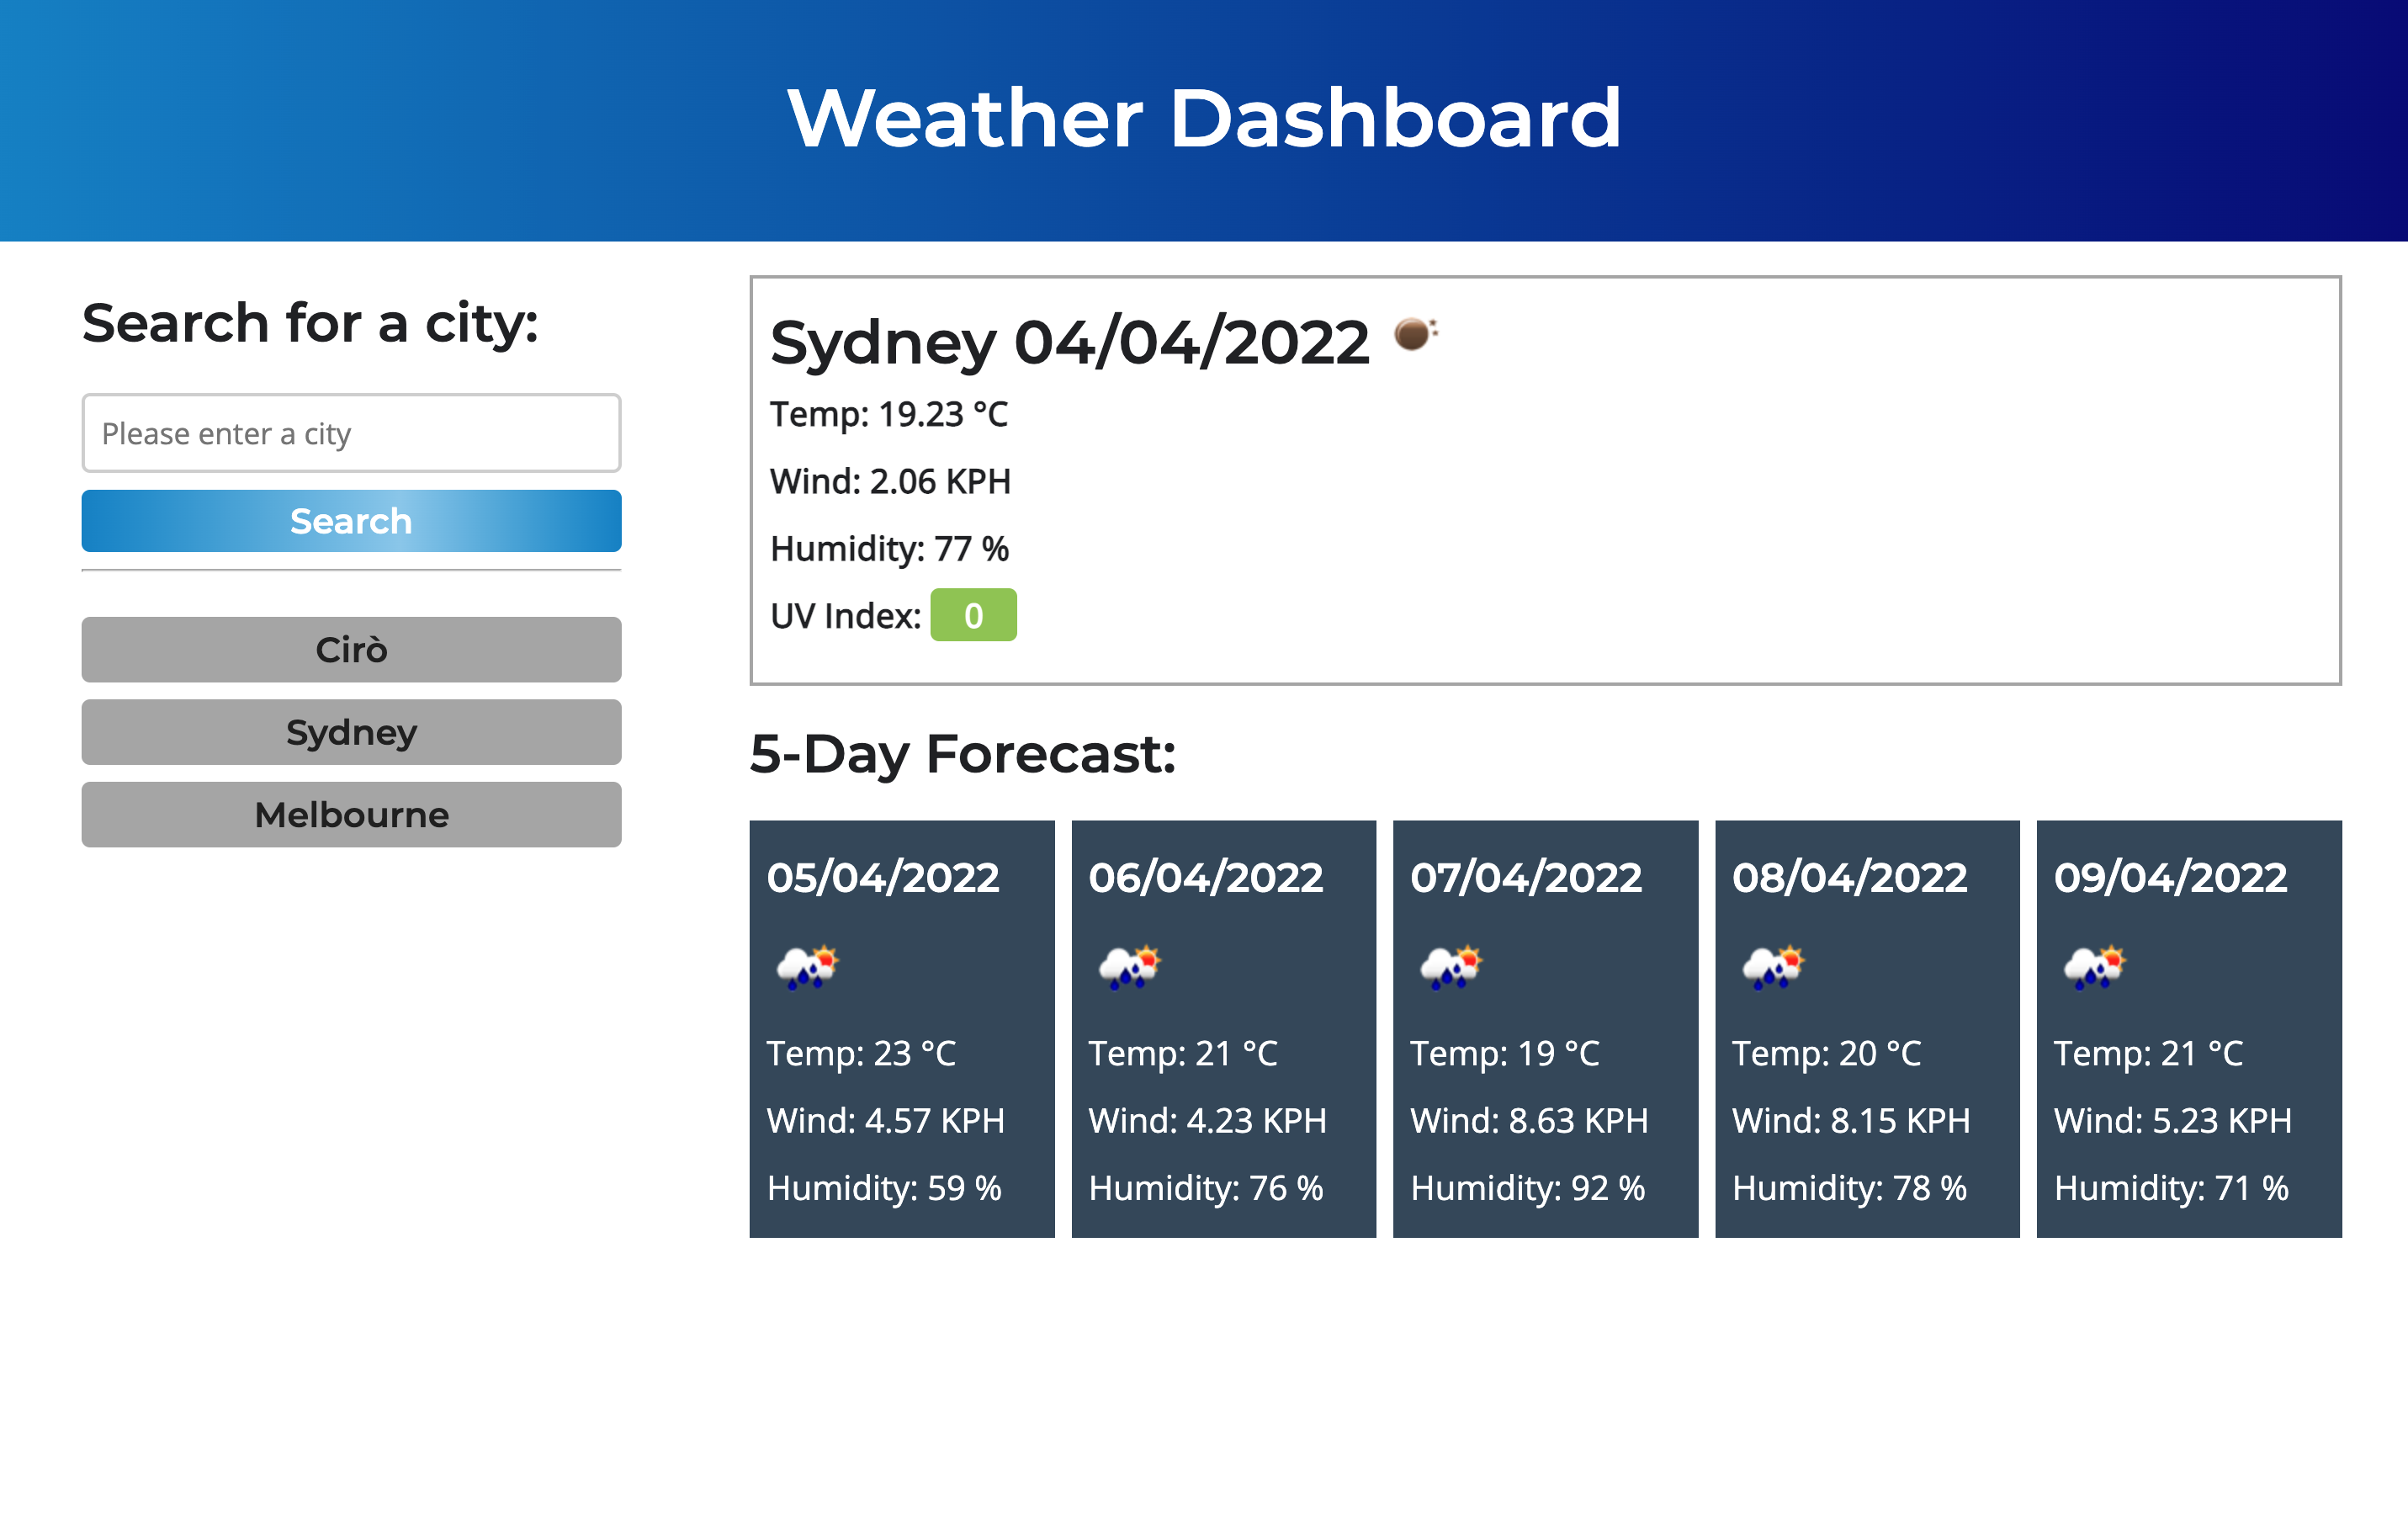 Weather Dashboard
Search for a city:
Please enter a city
Search
Cirò
Sydney
Melbourne
Sydney 04/04/2022
Temp: 19.23 °C
Wind: 2.06 KPH
Humidity: 77 %
UV Index: 0
5-Day Forecast:
05/04/2022
Temp: 23 °C
Wind: 4.57 KPH
Humidity: 59 %
06/04/2022
Temp: 21 °C
Wind: 4.23 KPH
Humidity: 76 %
07/04/2022
Temp: 19 °C
Wind: 8.63 KPH
Humidity: 92 %
08/04/2022
Temp: 20 °C
Wind: 8.15 KPH
Humidity: 78 %
09/04/2022
Temp: 21 °C
Wind: 5.23 KPH
Humidity: 71 %